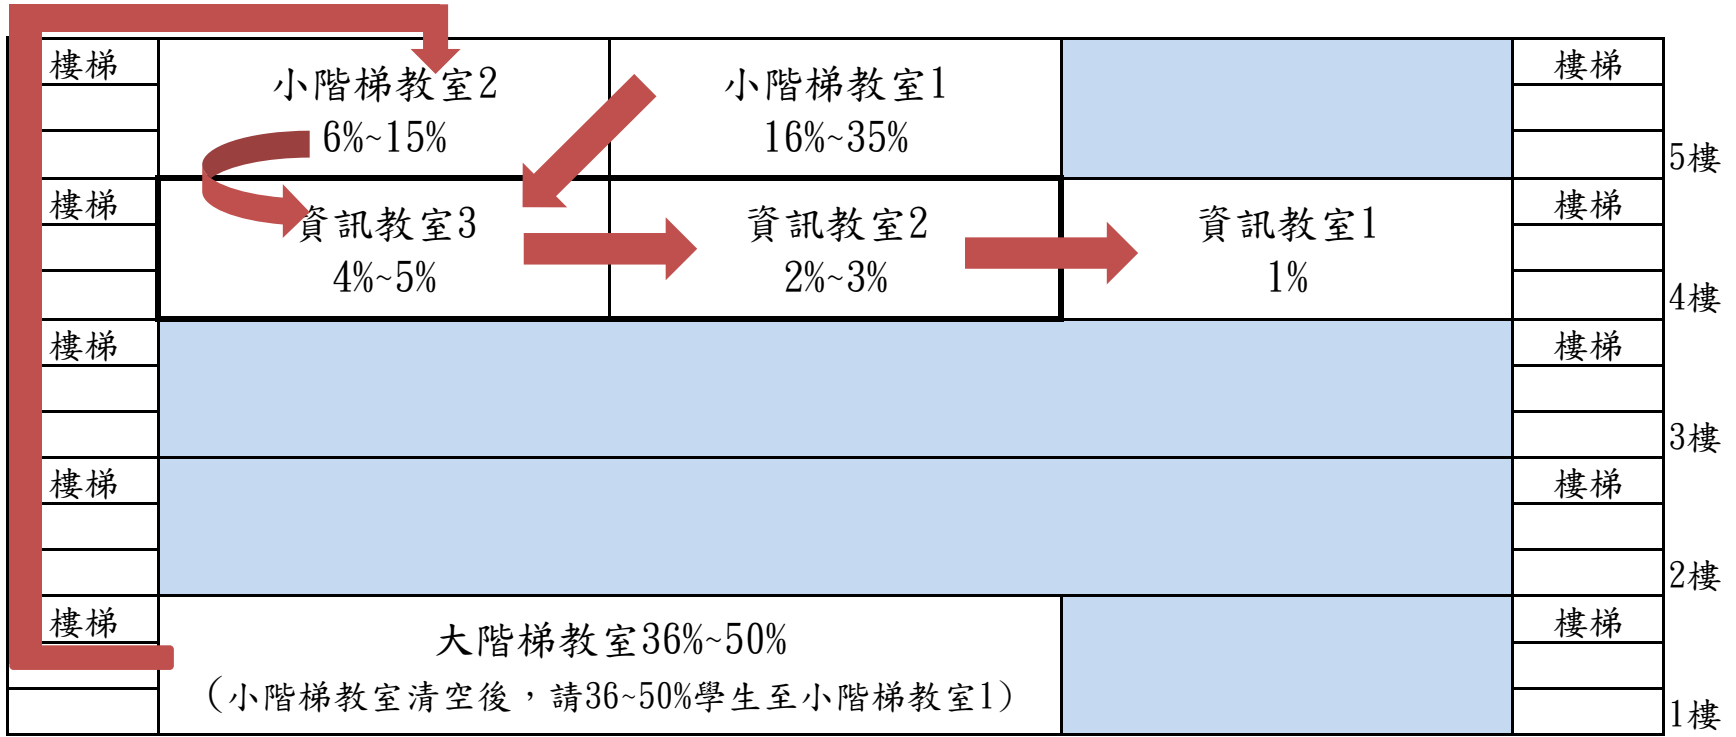 樓梯
小階梯教室2
6%~15%
小階梯教室1
16%~35%
樓梯
5樓
樓梯
資訊教室3
4%~5%
資訊教室2
2%~3%
資訊教室1
1%
樓梯
4樓
樓梯
樓梯
3樓
樓梯
樓梯
2樓
樓梯
大階梯教室36%~50%
(小階梯教室清空後，請36~50%學生至小階梯教室1)
樓梯
1樓